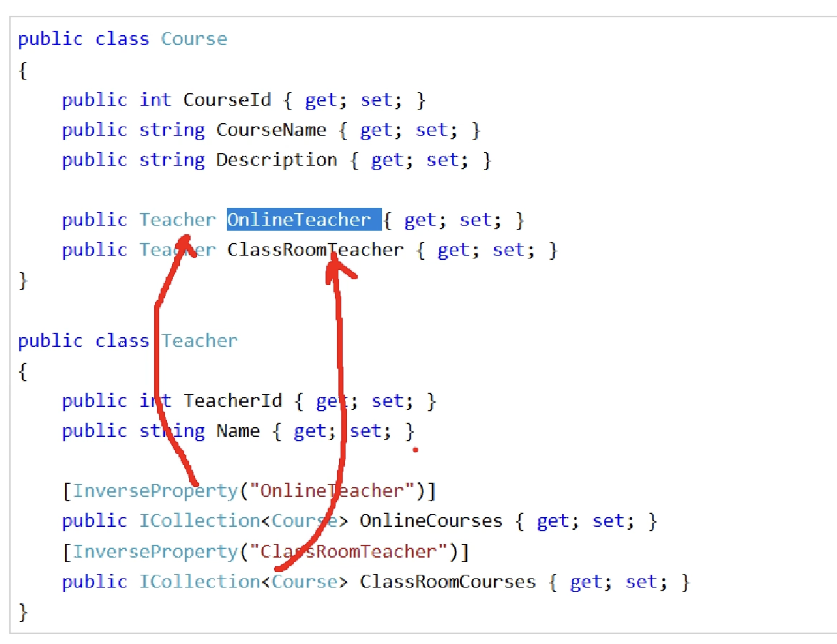 public class Course
{
public int CourseId { get; set; }
public string CourseName { get; set; }
public string Description { get; set; }
public Teacher OnlineTeacher { get; set; }
public Teacher ClassRoomTeacher { get; set; }
}
public class Teacher
{
public int TeacherId { get; set; }
public string Name { get; set; }
[InverseProperty("OnlineTeacher")]
public ICollection<Course> OnlineCourses { get; set; }
[InverseProperty("ClassRoomTeacher")]
public ICollection<Course> ClassRoomCourses { get; set; }
}